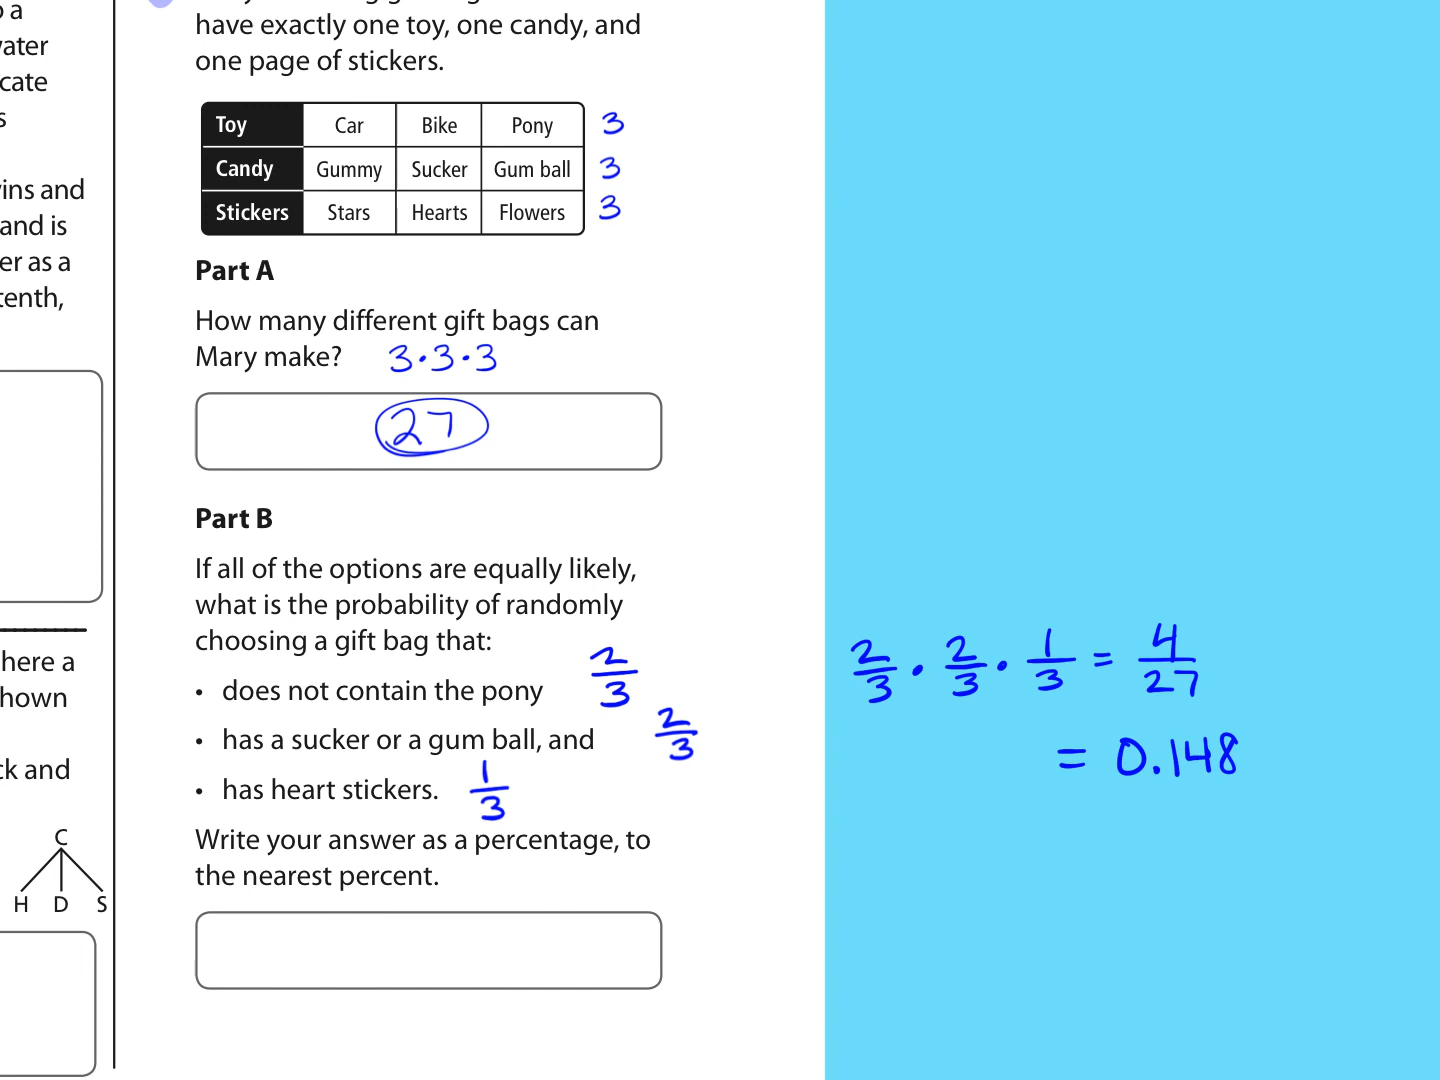 o a
vater
cate
s
ins and
and is
er as a
tenth,
here a
hown
ck and
C
H D S
have exactly one toy, one candy, and
one page of stickers.
Toy Car Bike Pony 3
Candy Gummy Sucker Gum ball 3
Stickers Stars Hearts Flowers 3
Part A
How many different gift bags can
Mary make? 3·3·3
27
Part B
If all of the options are equally likely,
what is the probability of randomly
choosing a gift bag that:
• does not contain the pony 2/3
• has a sucker or a gum ball, and 2/3
• has heart stickers. 1/3
Write your answer as a percentage, to
the nearest percent.
2/3 · 2/3 · 1/3 = 4/27
= 0.148